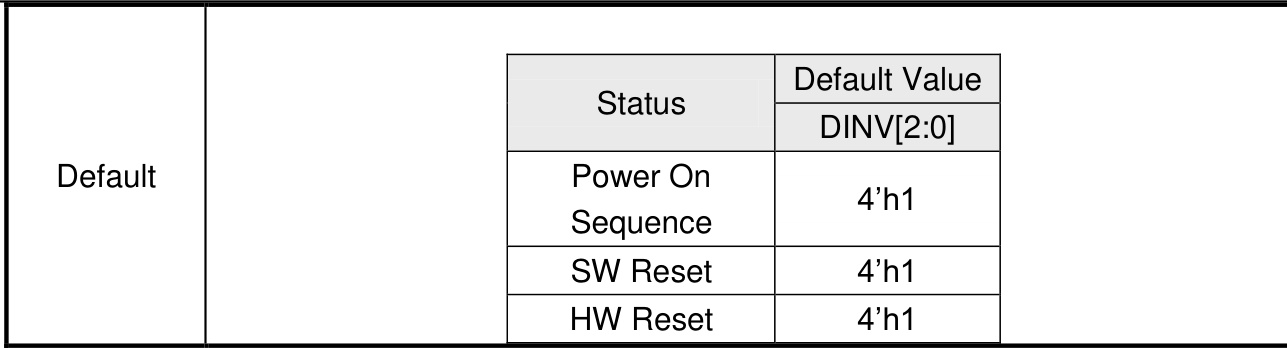 Default
Status
Default Value
DINV[2:0]
Power On
Sequence
4’h1
SW Reset
4’h1
HW Reset
4’h1